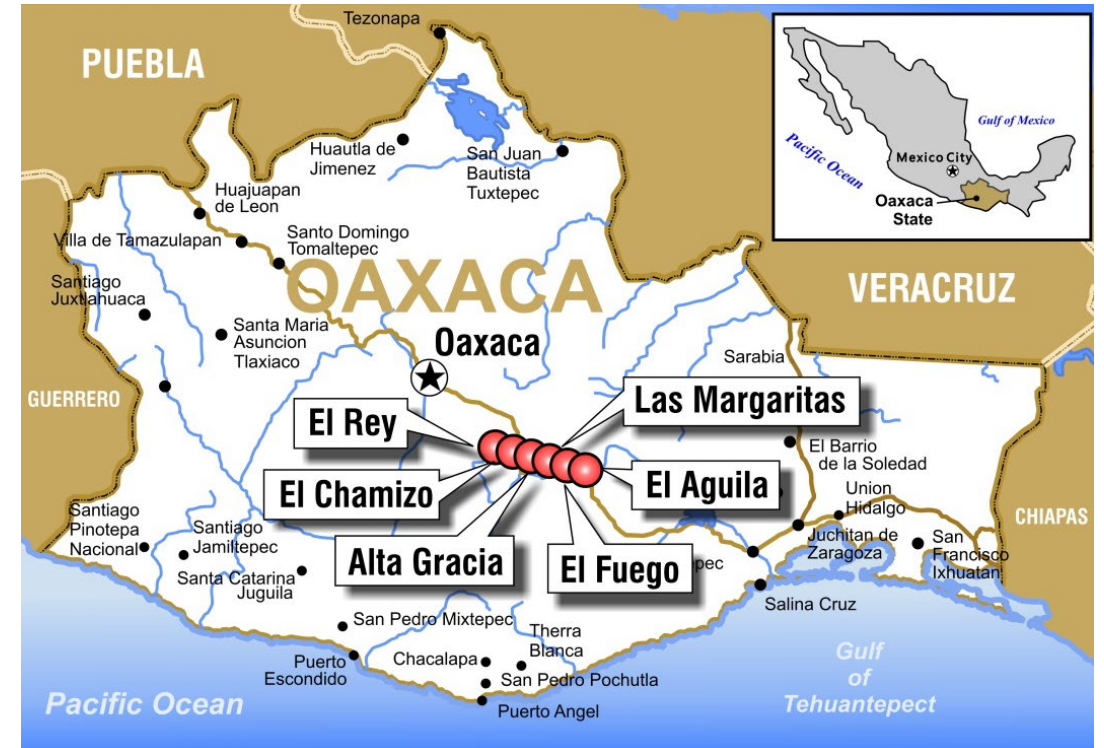 Tezonapa
PUEBLA
Gulf of Mexico
Pacific Ocean
Mexico City
Oaxaca
State
Huautla de
Jimenez
San Juan
Bautista
Tuxtepec
Huajuapan
de Leon
Villa de Tamazulapan
Santo Domingo
Tomaltepec
OAXACA
VERACRUZ
Santiago
Juxtlahuaca
Santa Maria
Asuncion
Tlaxiaco
Oaxaca
Sarabia
GUERRERO
Las Margaritas
El Rey
El Barrio
de la Soledad
El Chamizo
El Aguila
Union
Hidalgo
CHIAPAS
Santiago
Pinotepa
Nacional
Santiago
Jamiltepec
Alta Gracia
El Fuego
pec
Juchitan de
Zaragoza
San
Francisco
Ixhuatan
Santa Catarina
Juguila
Salina Cruz
San Pedro Mixtepec
Therra
Blanca
Puerto
Escondido
Chacalapa
San Pedro Pochutla
Puerto Angel
Pacific Ocean
Gulf
of
Tehuantepect